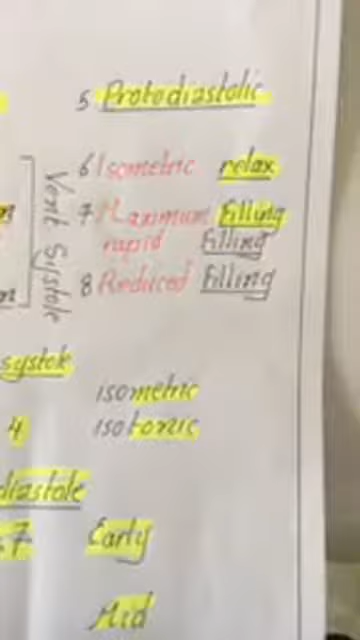 5 Protodiastolic
6 Isometric relax
7 Maximum filling
rapid filling
8 Reduced filling
Vent Systole
systole
isometric
4 isotonic
diastole
7 Early
Mid